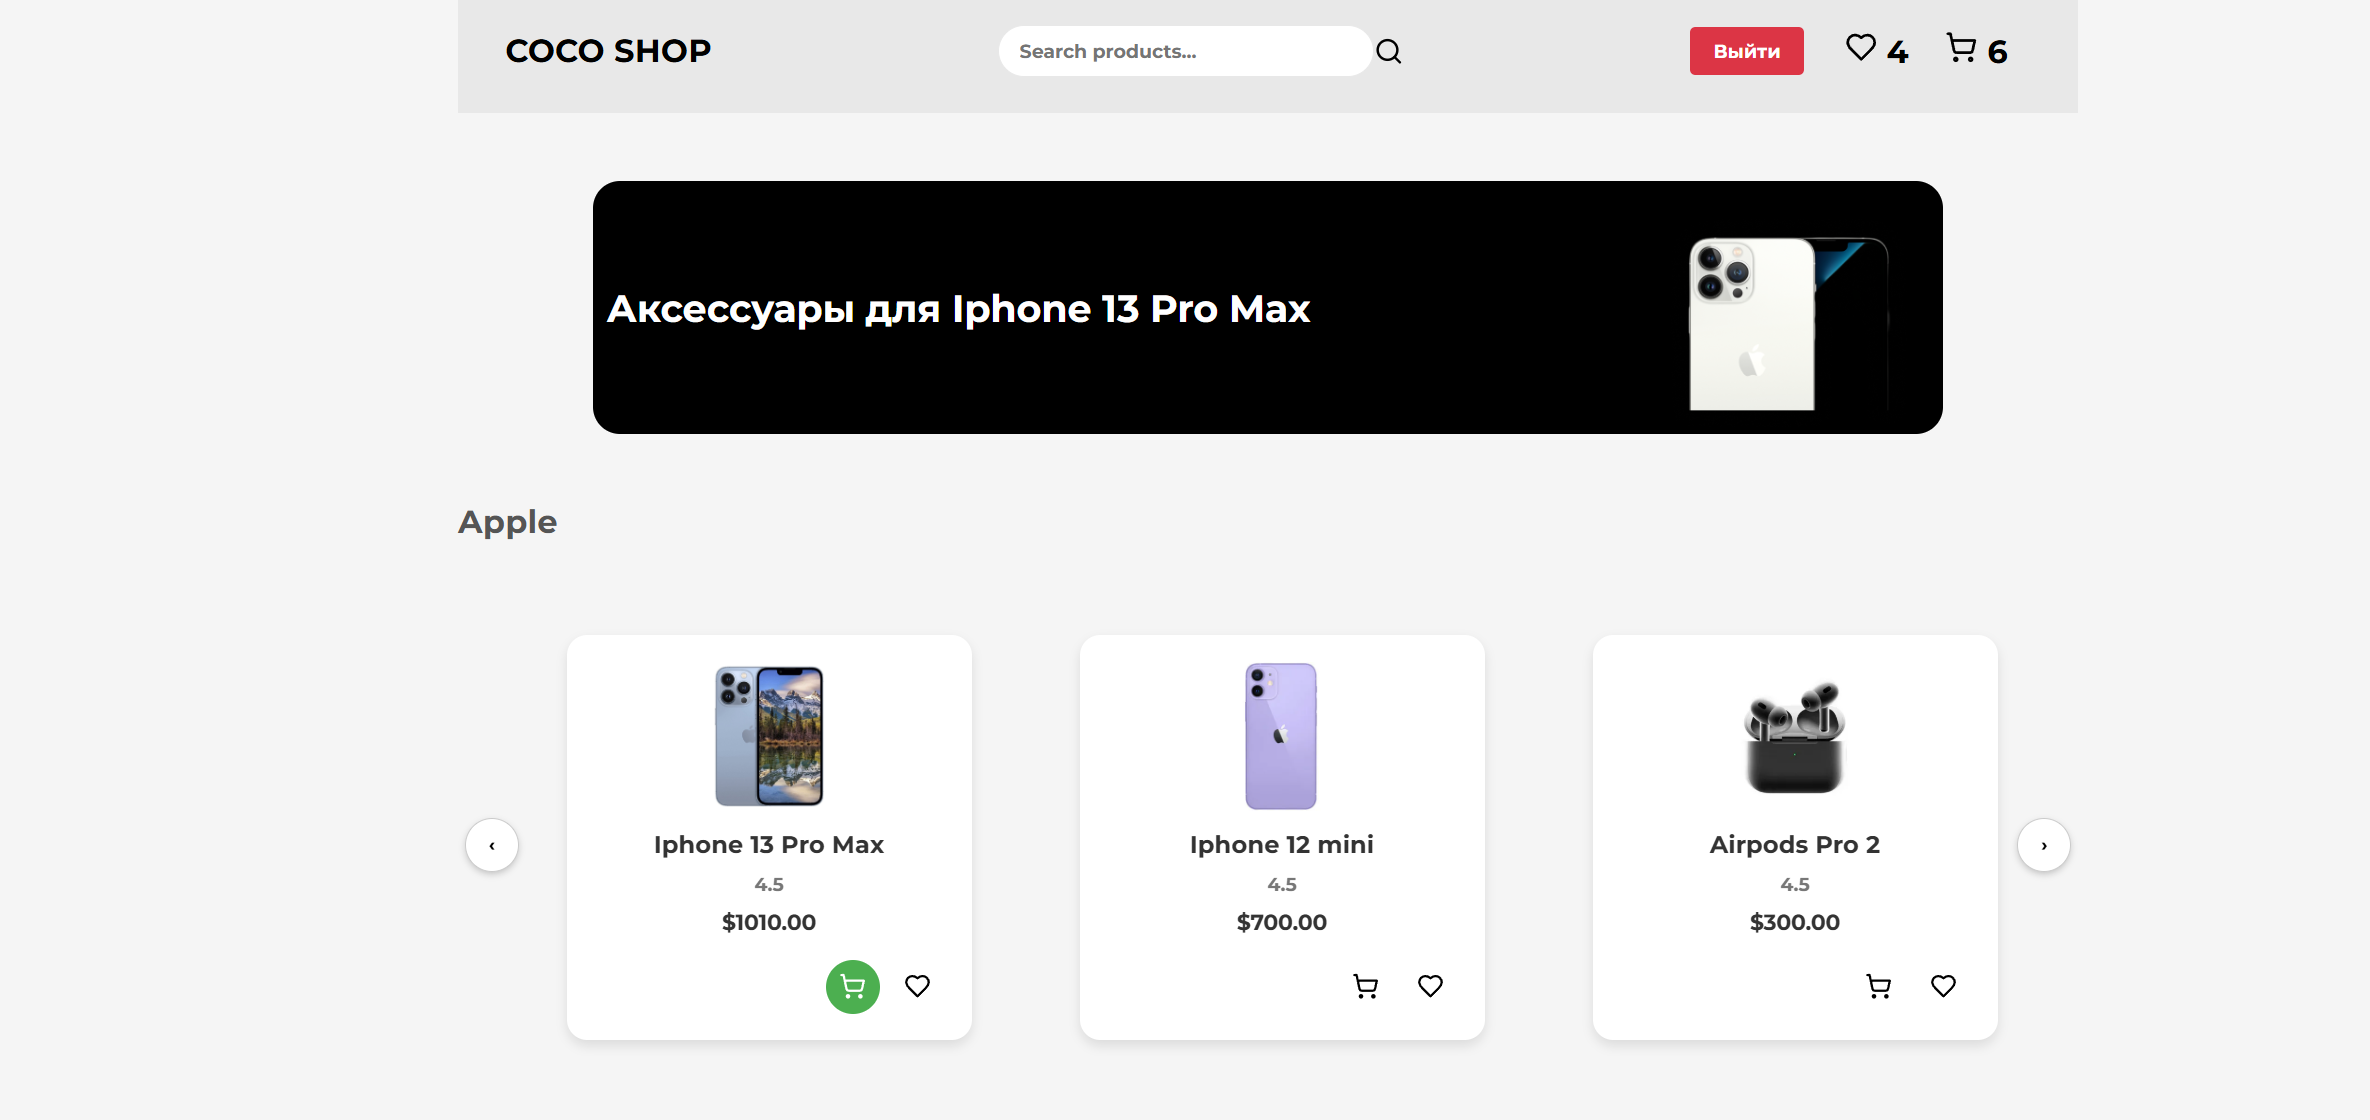 COCO SHOP
Search products...
Выйти
4
6
Аксессуары для Iphone 13 Pro Max
Apple
‹
›
Iphone 13 Pro Max
4.5
$1010.00
Iphone 12 mini
4.5
$700.00
Airpods Pro 2
4.5
$300.00